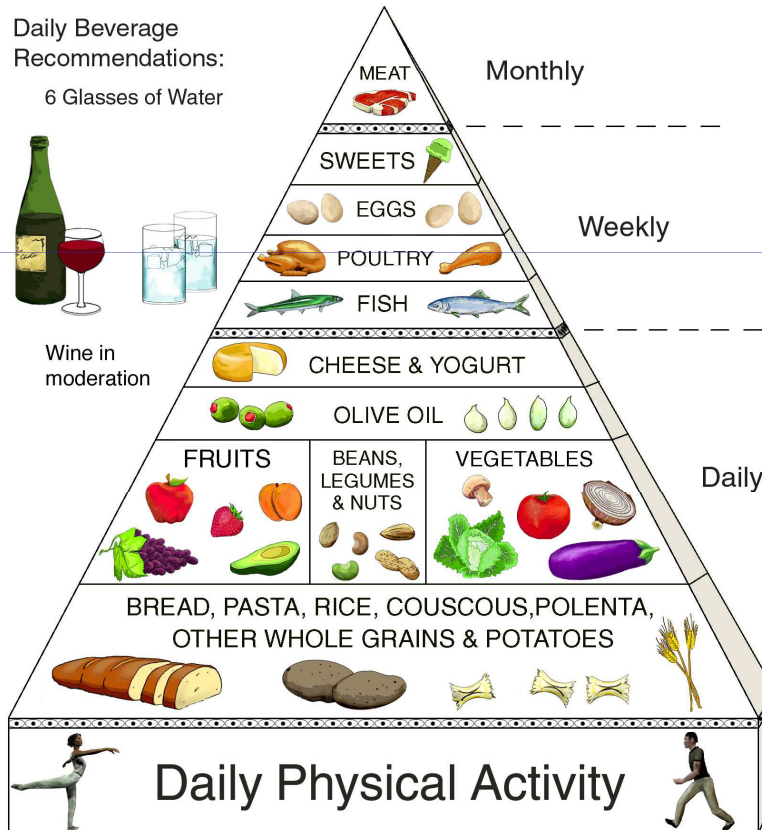 Daily Beverage
Recommendations:
6 Glasses of Water
MEAT
Monthly
SWEETS
EGGS
Weekly
POULTRY
FISH
Wine in
moderation
CHEESE & YOGURT
OLIVE OIL
FRUITS
BEANS,
LEGUMES
& NUTS
VEGETABLES
Daily
BREAD, PASTA, RICE, COUSCOUS,POLENTA,
OTHER WHOLE GRAINS & POTATOES
Daily Physical Activity